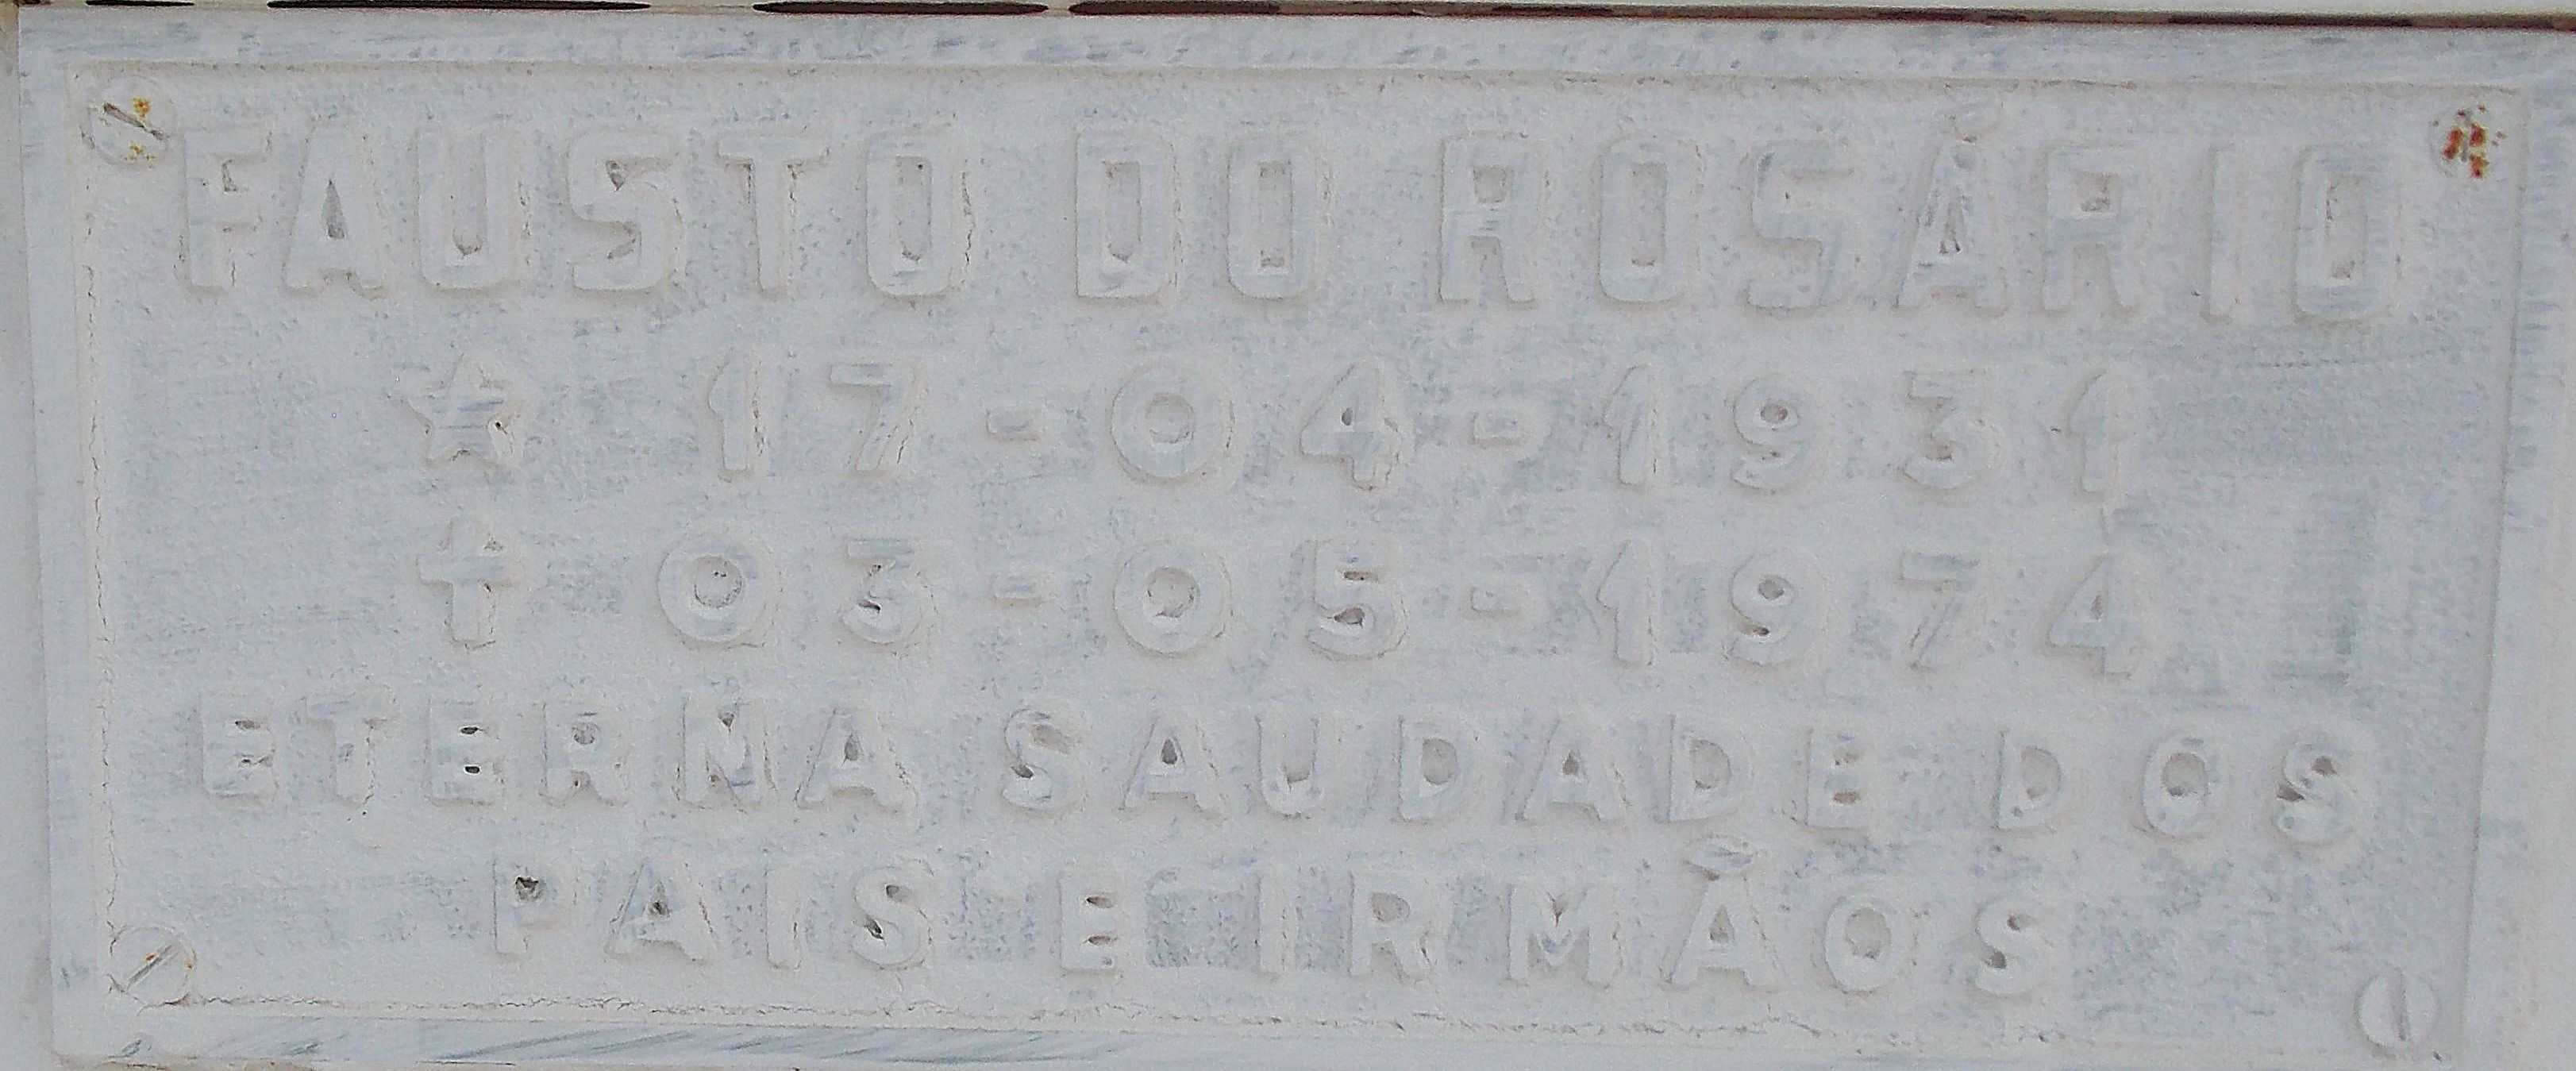 FAUSTO DO ROSÁRIO
☆ 17-04-1931
✝ 03-05-1974
ETERNA SAUDADE DOS
PAIS E IRMÃOS